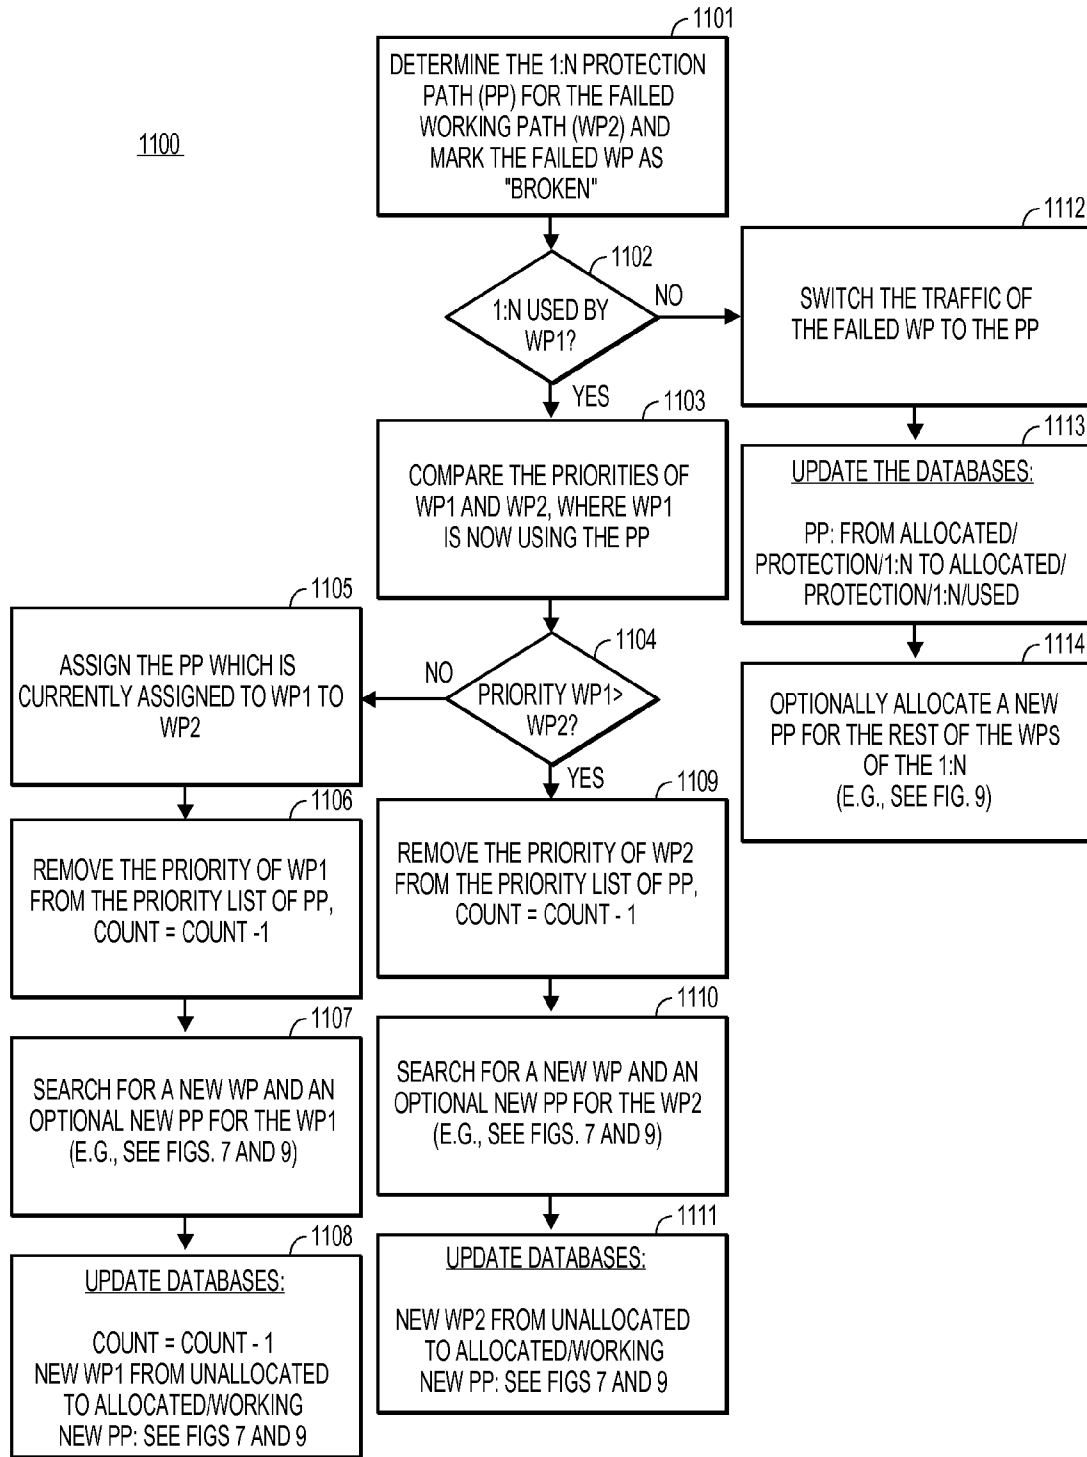 1100
1101
DETERMINE THE 1:N PROTECTION
PATH (PP) FOR THE FAILED
WORKING PATH (WP2) AND
MARK THE FAILED WP AS
"BROKEN"
1102
1:N USED BY
WP1?
NO
YES
1112
SWITCH THE TRAFFIC OF
THE FAILED WP TO THE PP
1113
UPDATE THE DATABASES:
PP: FROM ALLOCATED/
PROTECTION/1:N TO ALLOCATED/
PROTECTION/1:N/USED
1114
OPTIONALLY ALLOCATE A NEW
PP FOR THE REST OF THE WPS
OF THE 1:N
(E.G., SEE FIG. 9)
1103
COMPARE THE PRIORITIES OF
WP1 AND WP2, WHERE WP1
IS NOW USING THE PP
1104
PRIORITY WP1>
WP2?
NO
YES
1105
ASSIGN THE PP WHICH IS
CURRENTLY ASSIGNED TO WP1 TO
WP2
1106
REMOVE THE PRIORITY OF WP1
FROM THE PRIORITY LIST OF PP,
COUNT = COUNT -1
1107
SEARCH FOR A NEW WP AND AN
OPTIONAL NEW PP FOR THE WP1
(E.G., SEE FIGS. 7 AND 9)
1108
UPDATE DATABASES:
COUNT = COUNT - 1
NEW WP1 FROM UNALLOCATED
TO ALLOCATED/WORKING
NEW PP: SEE FIGS 7 AND 9
1109
REMOVE THE PRIORITY OF WP2
FROM THE PRIORITY LIST OF PP,
COUNT = COUNT - 1
1110
SEARCH FOR A NEW WP AND AN
OPTIONAL NEW PP FOR THE WP2
(E.G., SEE FIGS. 7 AND 9)
1111
UPDATE DATABASES:
NEW WP2 FROM UNALLOCATED
TO ALLOCATED/WORKING
NEW PP: SEE FIGS 7 AND 9